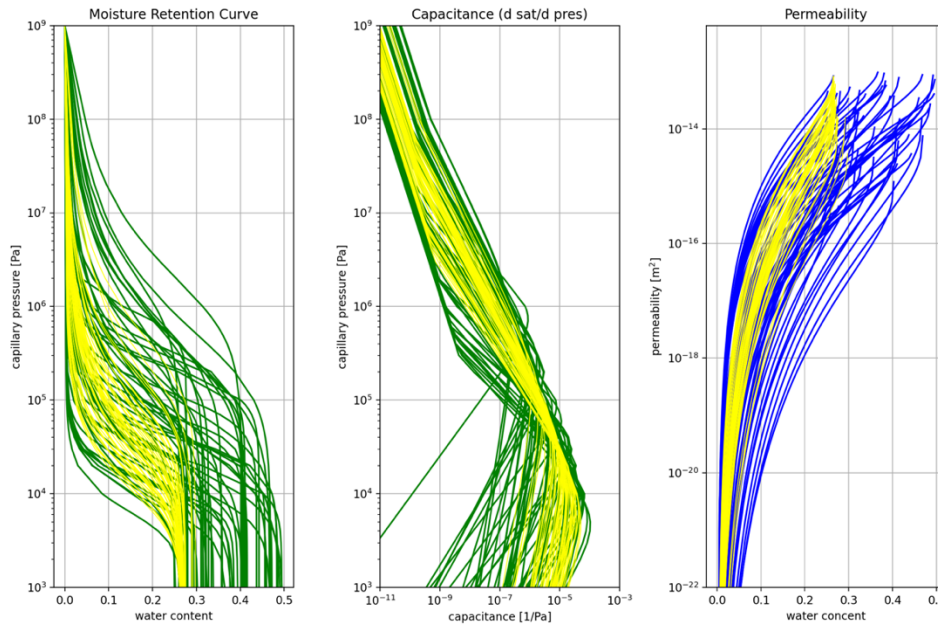 Moisture Retention Curve
10⁹
10⁸
10⁷
10⁶
10⁵
10⁴
10³
capillary pressure [Pa]
0.0 0.1 0.2 0.3 0.4 0.5
water content
Capacitance (d sat/d pres)
10⁹
10⁸
10⁷
10⁶
10⁵
10⁴
10³
capillary pressure [Pa]
10⁻¹¹ 10⁻⁹ 10⁻⁷ 10⁻⁵ 10⁻³
capacitance [1/Pa]
Permeability
10⁻¹⁴
10⁻¹⁶
10⁻¹⁸
10⁻²⁰
10⁻²²
permeability [m²]
0.0 0.1 0.2 0.3 0.4 0.5
water concent